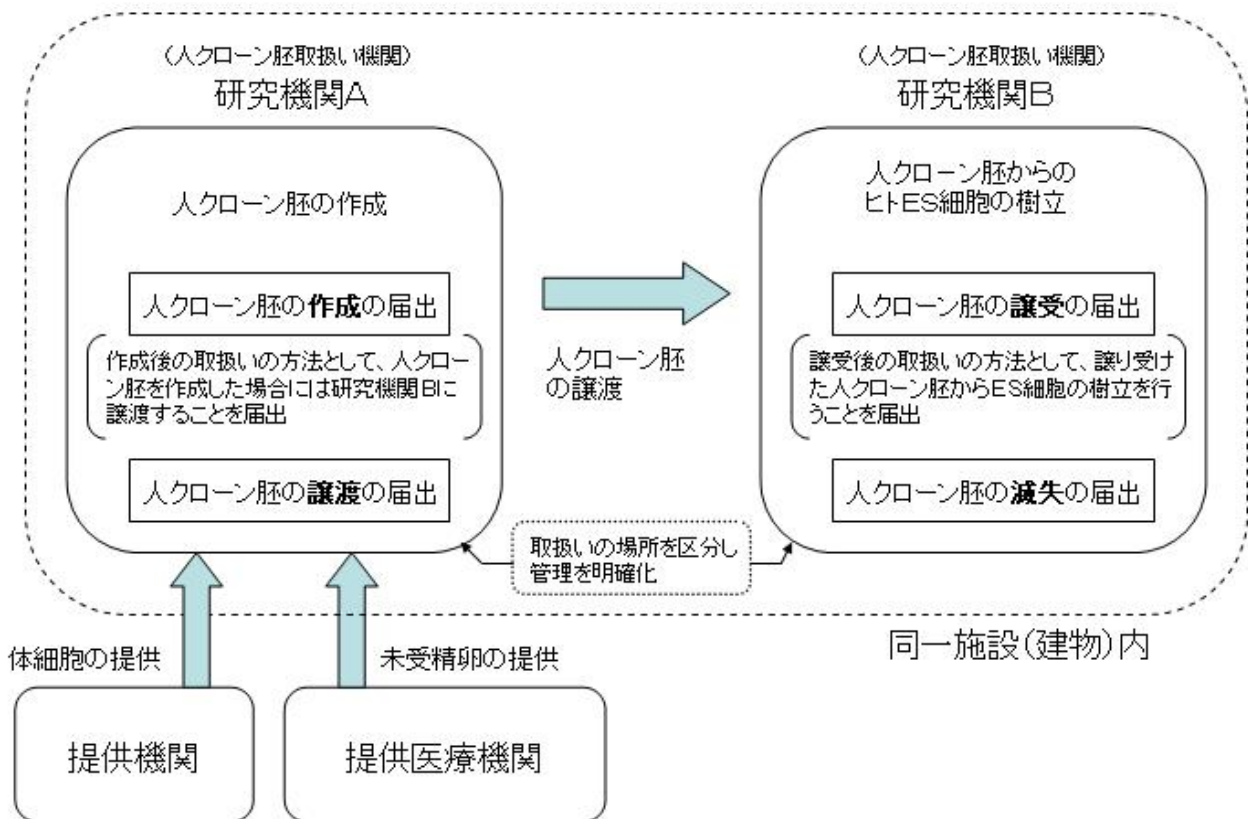 （人クローン胚取扱い機関）
研究機関A
人クローン胚の作成
人クローン胚の作成の届出
作成後の取扱いの方法として、人クロー
ン胚を作成した場合には研究機関Bに
譲渡することを届出
人クローン胚の譲渡の届出
人クローン胚
の譲渡
（人クローン胚取扱い機関）
研究機関B
人クローン胚からの
ヒトES細胞の樹立
人クローン胚の譲受の届出
譲受後の取扱いの方法として、譲り受け
た人クローン胚からES細胞の樹立を行
うことを届出
人クローン胚の滅失の届出
取扱いの場所を区分し
管理を明確化
同一施設（建物）内
体細胞の提供
未受精卵の提供
提供機関
提供医療機関